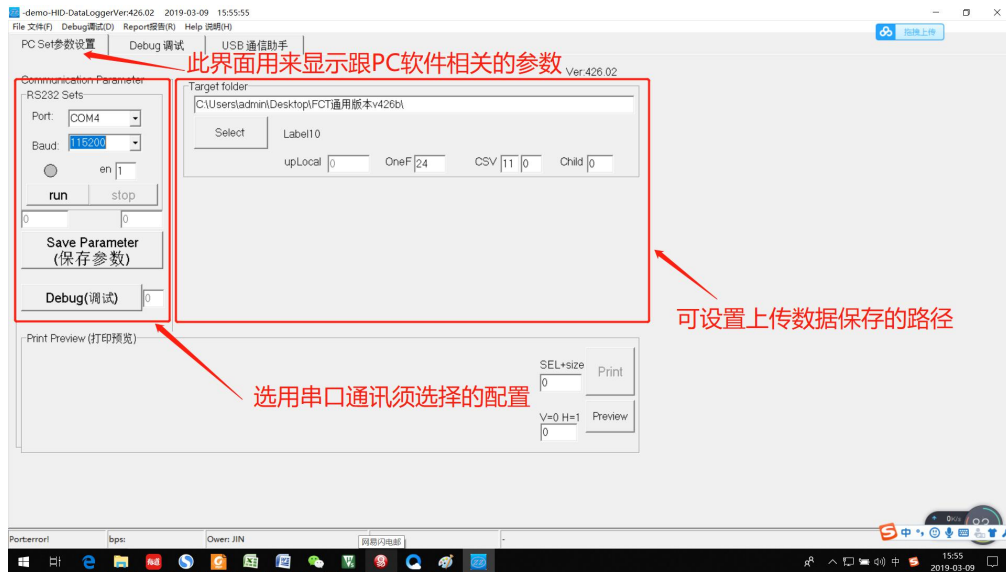 -demo-HID-DataLoggerVer:426.02 2019-03-09 15:55:55
File 文件(F) Debug调试(D) Report报告(R) Help 说明(H)
拖拽上传
PC Set参数设置 Debug 调试 USB 通信助手
此界面用来显示跟PC软件相关的参数
Ver:426.02
Communication Parameter
RS232 Sets
Port: COM4
Baud: 115200
en 1
run stop
0 0
Save Parameter
(保存参数)
Debug(调试) 0
Target folder
C:\Users\admin\Desktop\FCT通用版本v426b\
Select Label10
upLocal 0 OneF 24 CSV 11 0 Child 0
可设置上传数据保存的路径
Print Preview (打印预览)
选用串口通讯须选择的配置
SEL+size
0 Print
V=0 H=1
0 Preview
Porterror! bps: Ower: JIN -
网易闪电邮
中
中
15:55
2019-03-09